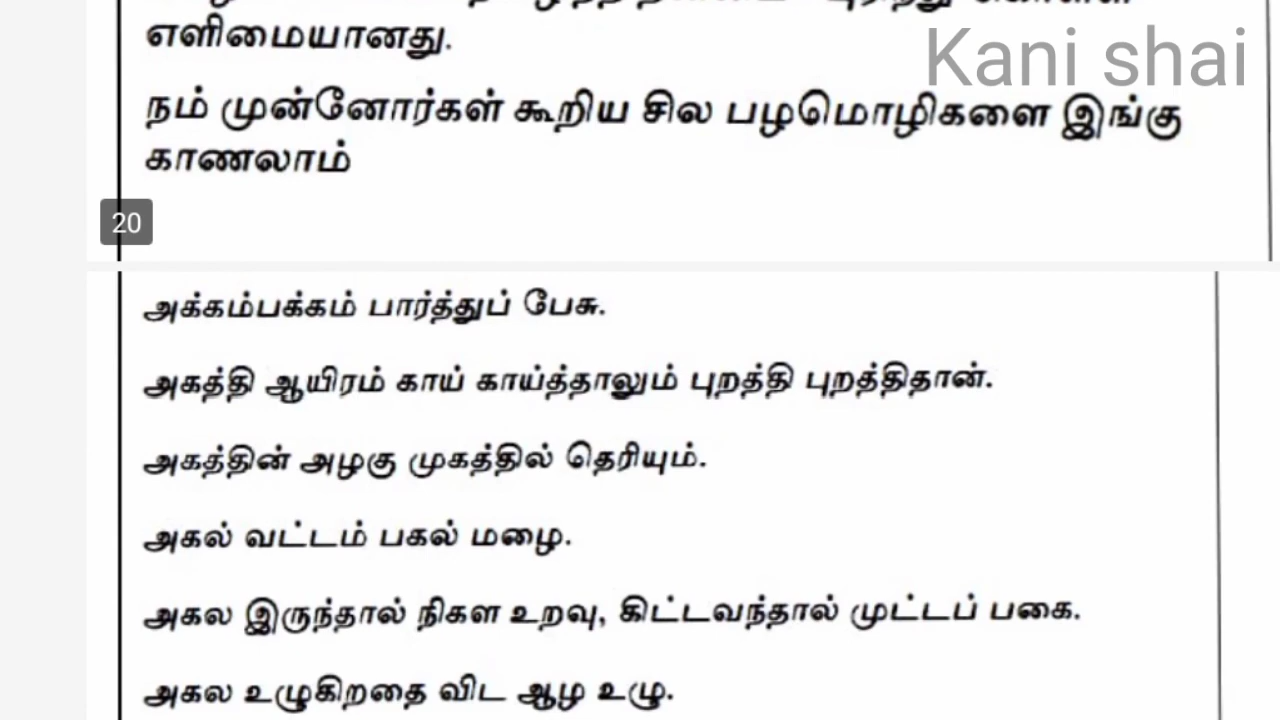 எளிமையானது.
Kani shai
நம் முன்னோர்கள் கூறிய சில பழமொழிகளை இங்கு
காணலாம்
20
அக்கம்பக்கம் பார்த்துப் பேசு.
அகத்தி ஆயிரம் காய் காய்த்தாலும் புறத்தி புறத்திதான்.
அகத்தின் அழகு முகத்தில் தெரியும்.
அகல் வட்டம் பகல் மழை.
அகல இருந்தால் நிகள உறவு, கிட்டவந்தால் முட்டப் பகை.
அகல உழுகிறதை விட ஆழ உழு.